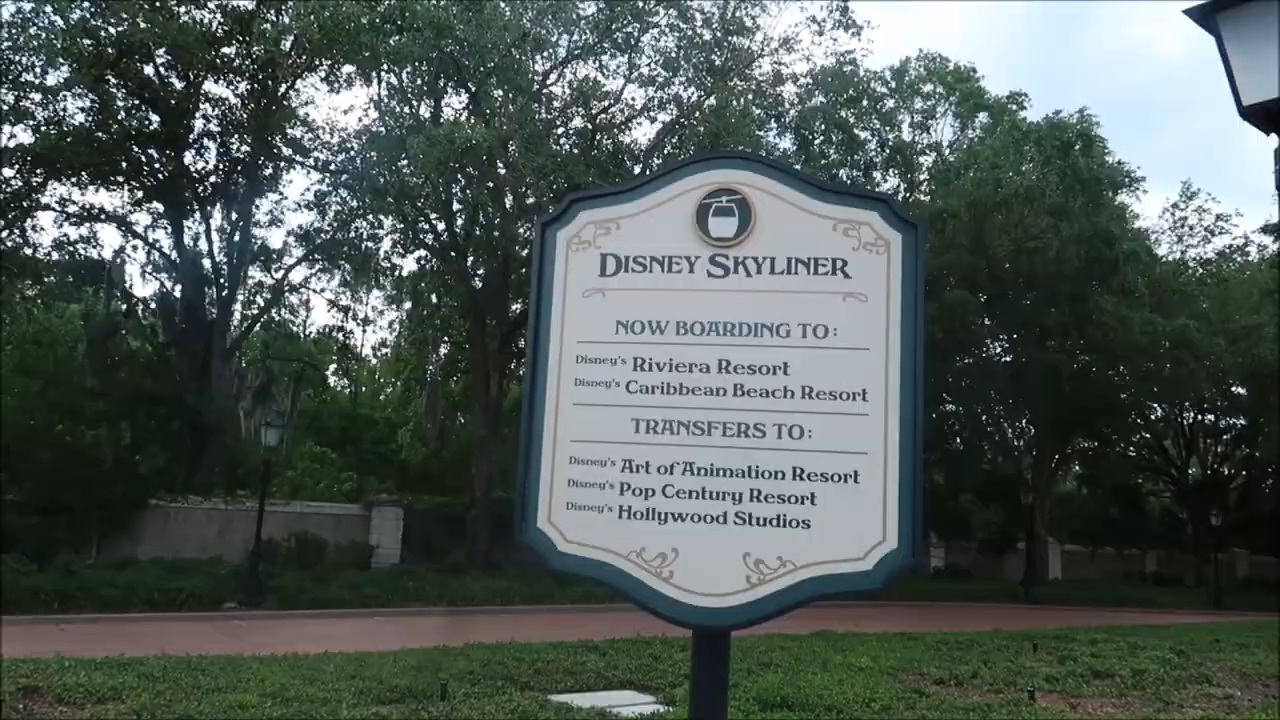 DISNEY SKYLINER
NOW BOARDING TO:
Disney's Riviera Resort
Disney's Caribbean Beach Resort
TRANSFERS TO:
Disney's Art of Animation Resort
Disney's Pop Century Resort
Disney's Hollywood Studios